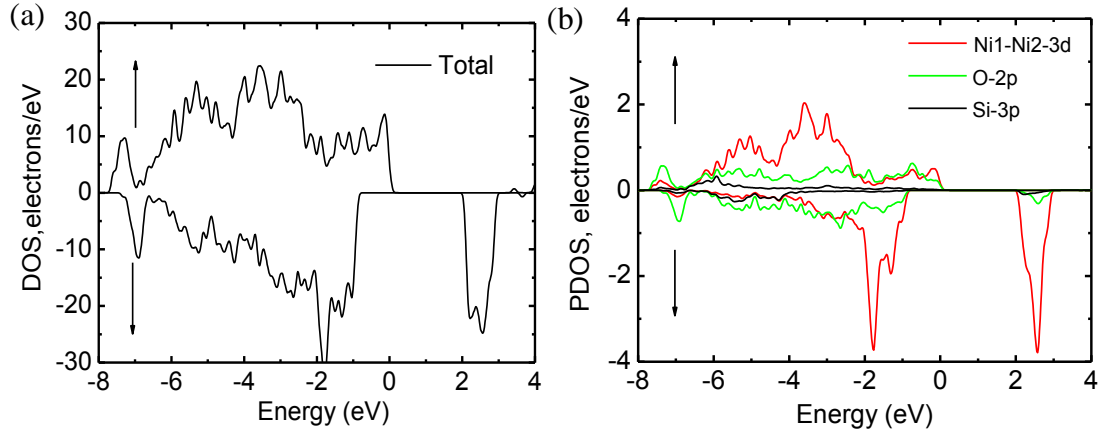 (a)
30
20
10
0
-10
-20
-30
DOS,electrons/eV
Total
-8 -6 -4 -2 0 2 4
Energy (eV)
(b)
4
2
0
-2
-4
PDOS, electrons/eV
Ni1-Ni2-3d
O-2p
Si-3p
-8 -6 -4 -2 0 2 4
Energy (eV)